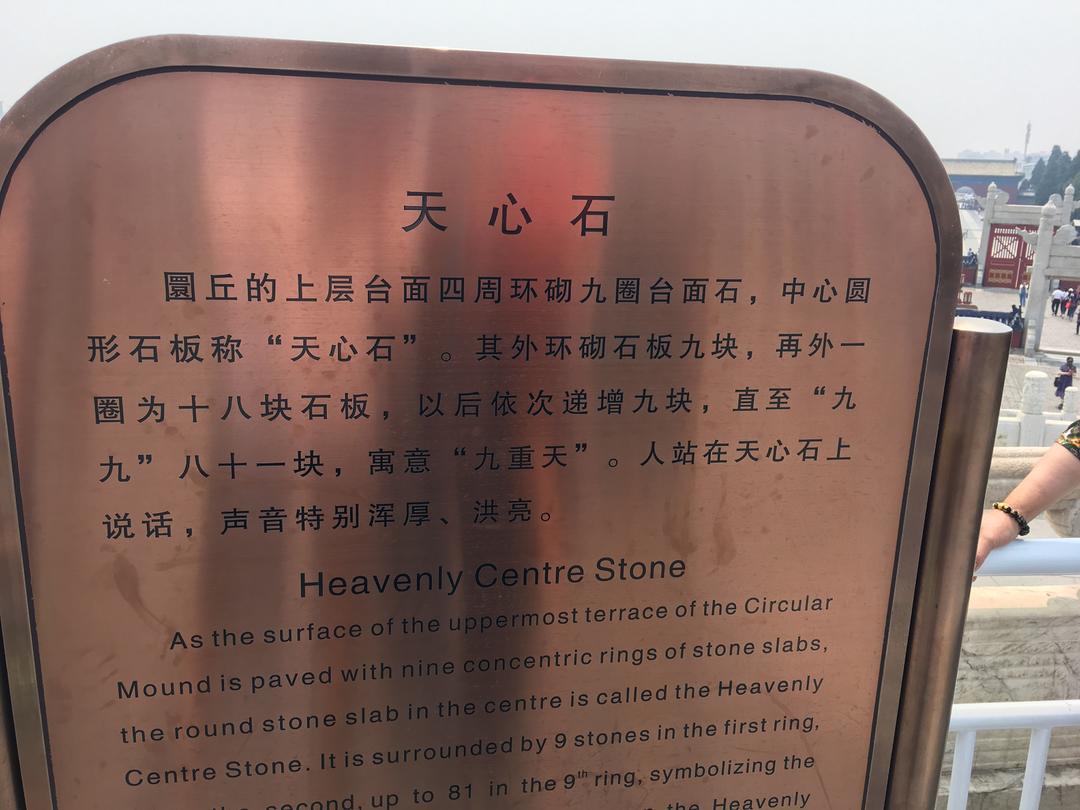 天心石
圜丘的上层台面四周环砌九圈台面石，中心圆
形石板称“天心石”。其外环砌石板九块，再外一
圈为十八块石板，以后依次递增九块，直至“九
九”八十一块，寓意“九重天”。人站在天心石上
说话，声音特别浑厚、洪亮。
Heavenly Centre Stone
As the surface of the uppermost terrace of the Circular
Mound is paved with nine concentric rings of stone slabs,
the round stone slab in the centre is called the Heavenly
Centre Stone. It is surrounded by 9 stones in the first ring,
the second, up to 81 in the 9th ring, symbolizing the
the Heavenly